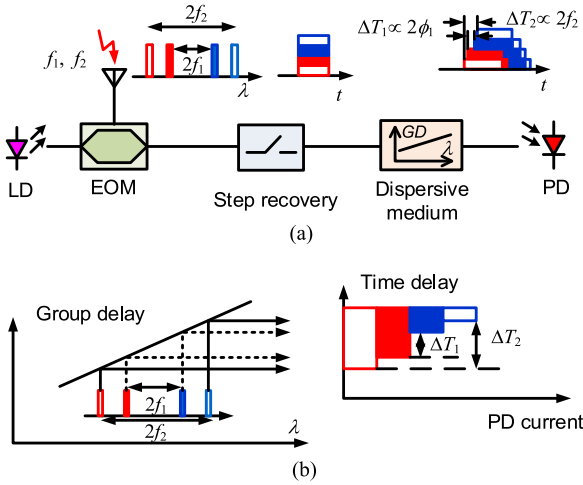 2f₂
ΔT₁∝ 2ϕ₁ ΔT₂∝ 2f₂
f₁, f₂
2f₁
λ
t
t
GD
λ
LD
EOM
Step recovery
Dispersive
medium
PD
(a)
Group delay
Time delay
ΔT₁
ΔT₂
2f₁
2f₂
λ
PD current
(b)